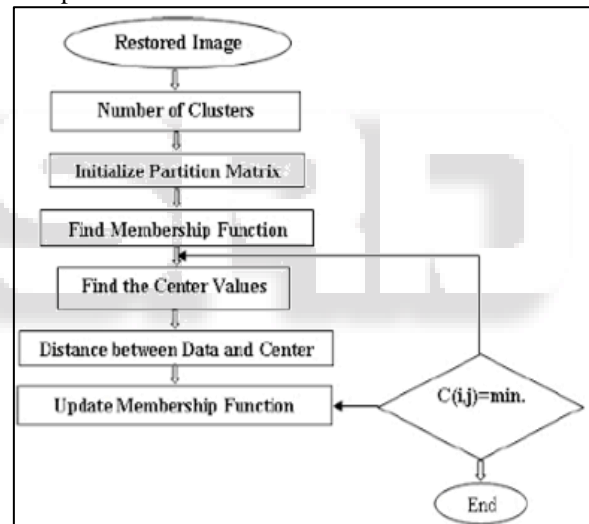 Restored Image
Number of Clusters
Initialize Partition Matrix
Find Membership Function
Find the Center Values
Distance between Data and Center
Update Membership Function
C(i,j)=min.
End